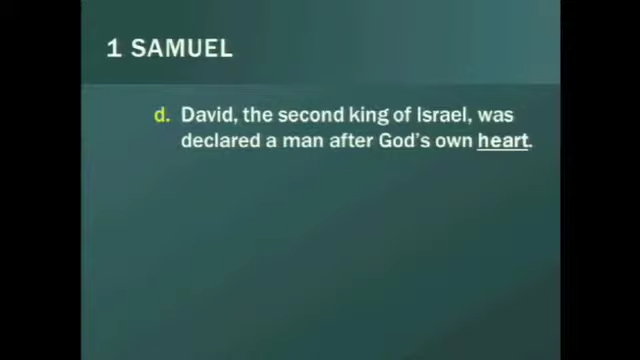 1 SAMUEL
d. David, the second king of Israel, was
declared a man after God's own heart.